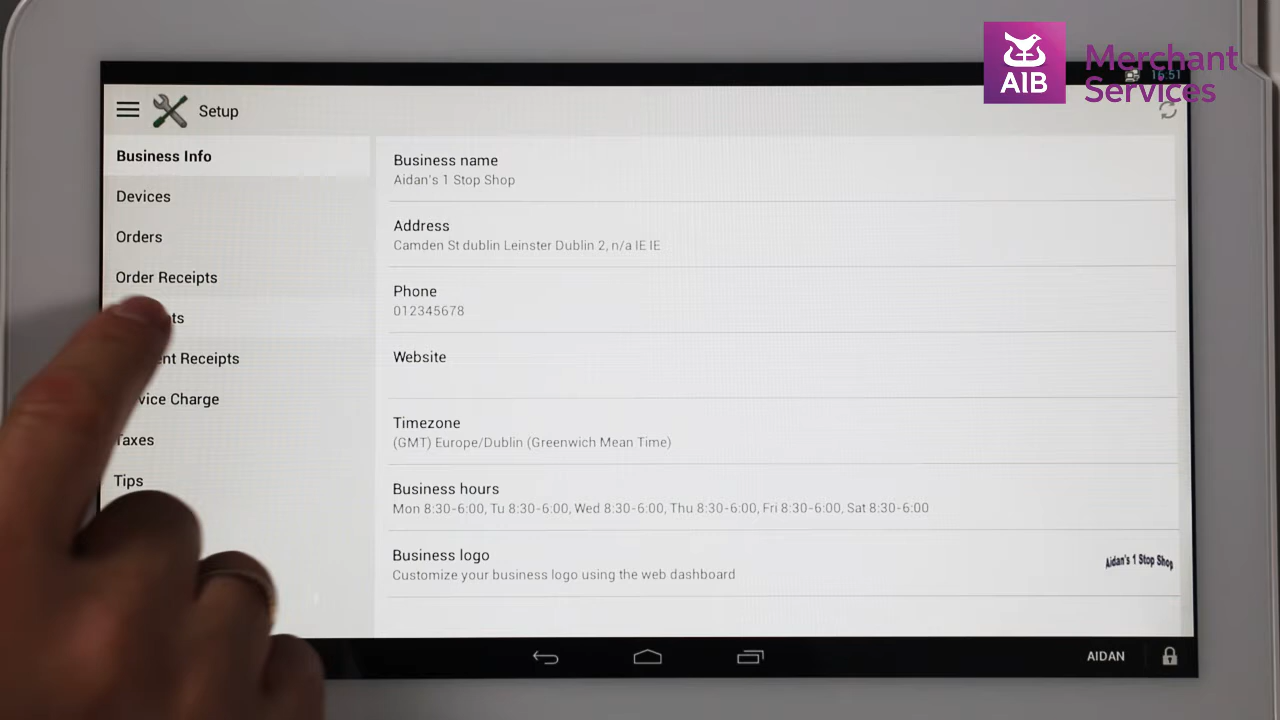 AIB
Merchant
Services
16:51
Setup
Business Info
Devices
Orders
Order Receipts
Receipts
Charge
Taxes
Tips
Business name
Aidan's 1 Stop Shop
Address
Camden St dublin Leinster Dublin 2, n/a IE IE
Phone
012345678
Website
Timezone
(GMT) Europe/Dublin (Greenwich Mean Time)
Business hours
Mon 8:30-6:00, Tu 8:30-6:00, Wed 8:30-6:00, Thu 8:30-6:00, Fri 8:30-6:00, Sat 8:30-6:00
Business logo
Customize your business logo using the web dashboard
Aidan's 1 Stop Shop
AIDAN